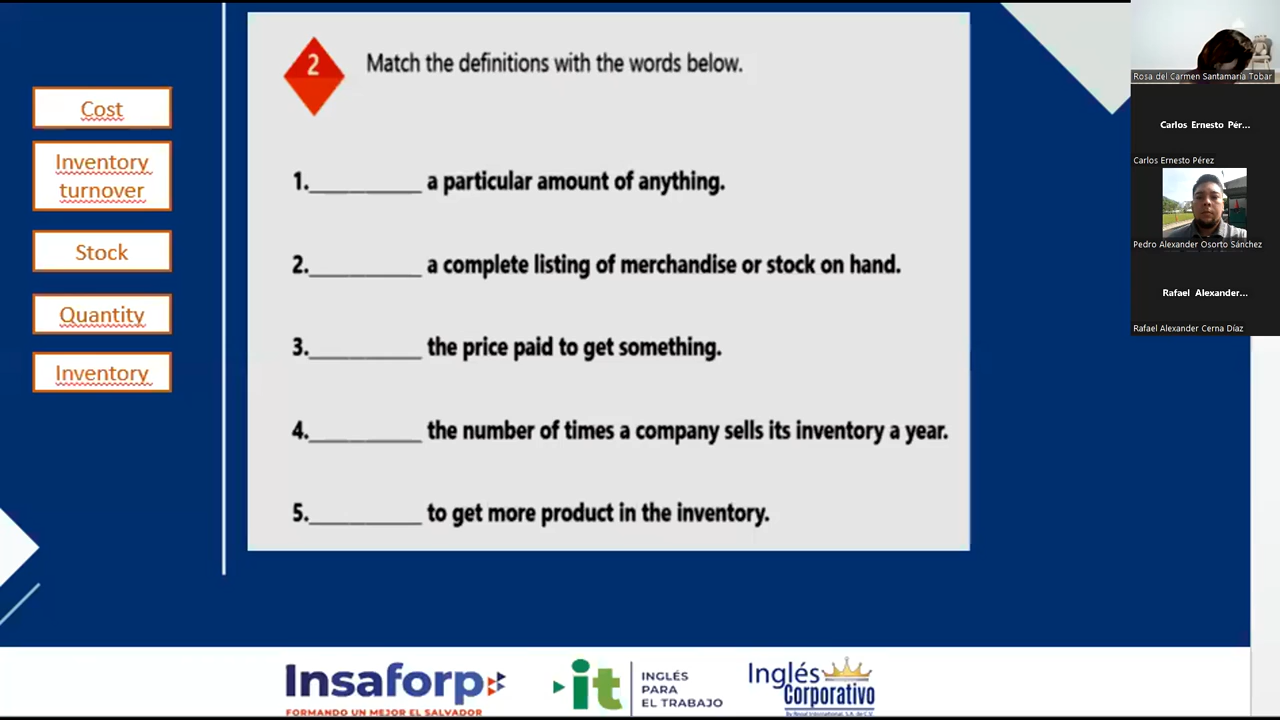 Cost
Inventory
turnover
Stock
Quantity
Inventory
2
Match the definitions with the words below.
1.__________ a particular amount of anything.
2.__________ a complete listing of merchandise or stock on hand.
3.__________ the price paid to get something.
4.__________ the number of times a company sells its inventory a year.
5.__________ to get more product in the inventory.
Rosa del Carmen Santamaría Tobar
Carlos Ernesto Pér...
Carlos Ernesto Pérez
Pedro Alexander Osorto Sánchez
Rafael Alexander...
Rafael Alexander Cerna Díaz
Insaforp
FORMANDO UN MEJOR EL SALVADOR
it
INGLÉS
PARA
EL TRABAJO
Inglés
Corporativo